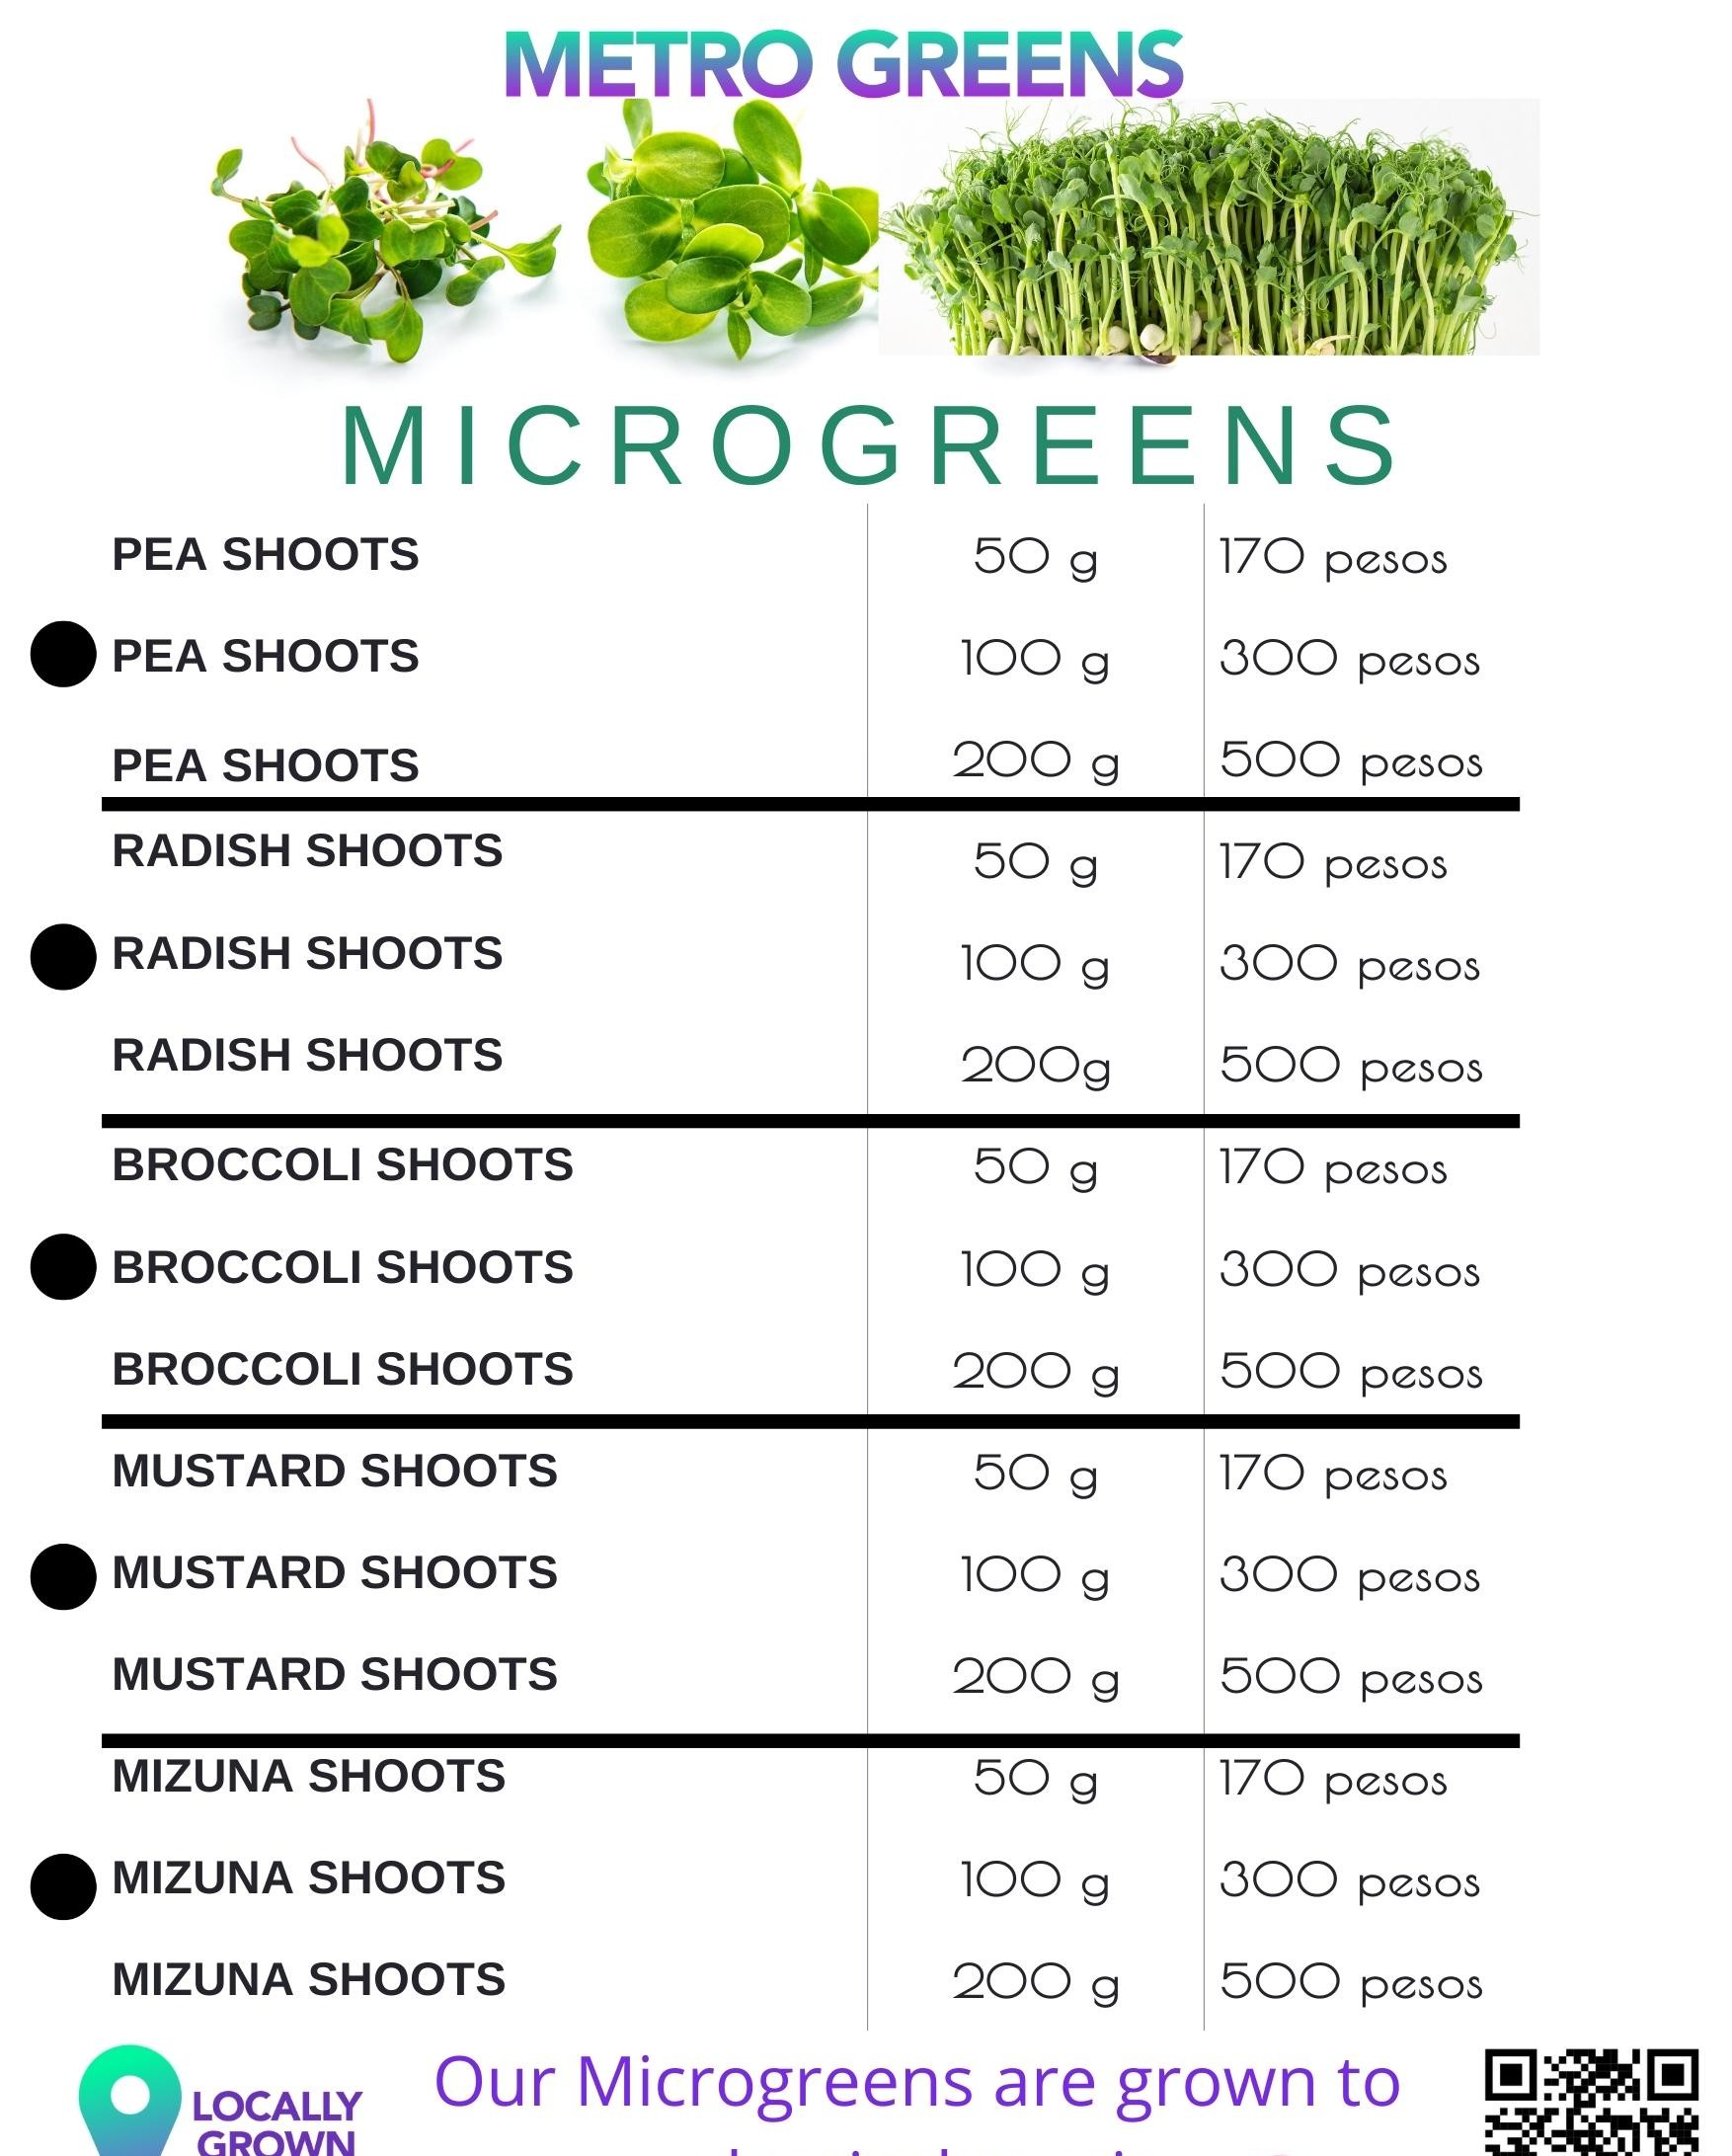 METRO GREENS
MICROGREENS
PEA SHOOTS 50 g 170 pesos
PEA SHOOTS 100 g 300 pesos
PEA SHOOTS 200 g 500 pesos
RADISH SHOOTS 50 g 170 pesos
RADISH SHOOTS 100 g 300 pesos
RADISH SHOOTS 200g 500 pesos
BROCCOLI SHOOTS 50 g 170 pesos
BROCCOLI SHOOTS 100 g 300 pesos
BROCCOLI SHOOTS 200 g 500 pesos
MUSTARD SHOOTS 50 g 170 pesos
MUSTARD SHOOTS 100 g 300 pesos
MUSTARD SHOOTS 200 g 500 pesos
MIZUNA SHOOTS 50 g 170 pesos
MIZUNA SHOOTS 100 g 300 pesos
MIZUNA SHOOTS 200 g 500 pesos
LOCALLY
GROWN
Our Microgreens are grown to